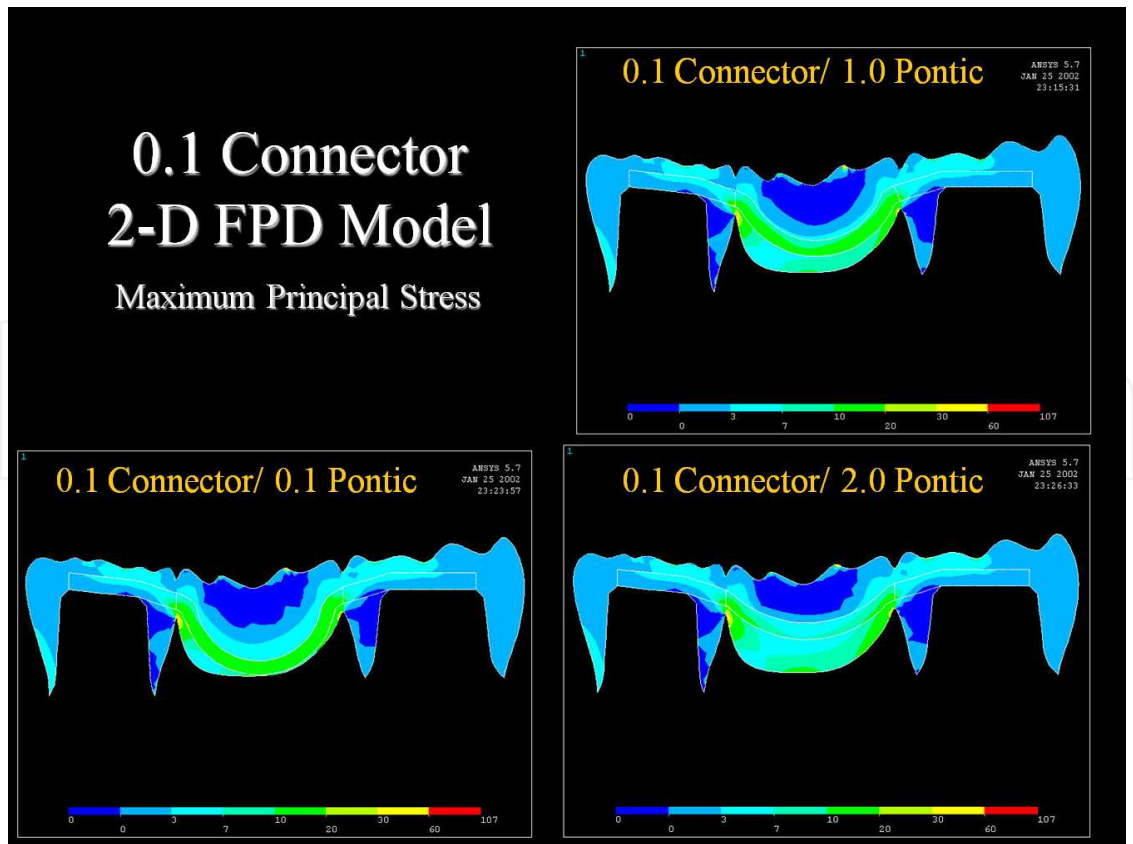 0.1 Connector
2-D FPD Model
Maximum Principal Stress
1
0.1 Connector/ 1.0 Pontic
ANSYS 5.7
JAN 25 2002
23:15:31
0 3 10 30 107
0 7 20 60
1
0.1 Connector/ 0.1 Pontic
ANSYS 5.7
JAN 25 2002
23:23:57
0 3 10 30 107
0 7 20 60
1
0.1 Connector/ 2.0 Pontic
ANSYS 5.7
JAN 25 2002
23:26:33
0 3 10 30 107
0 7 20 60